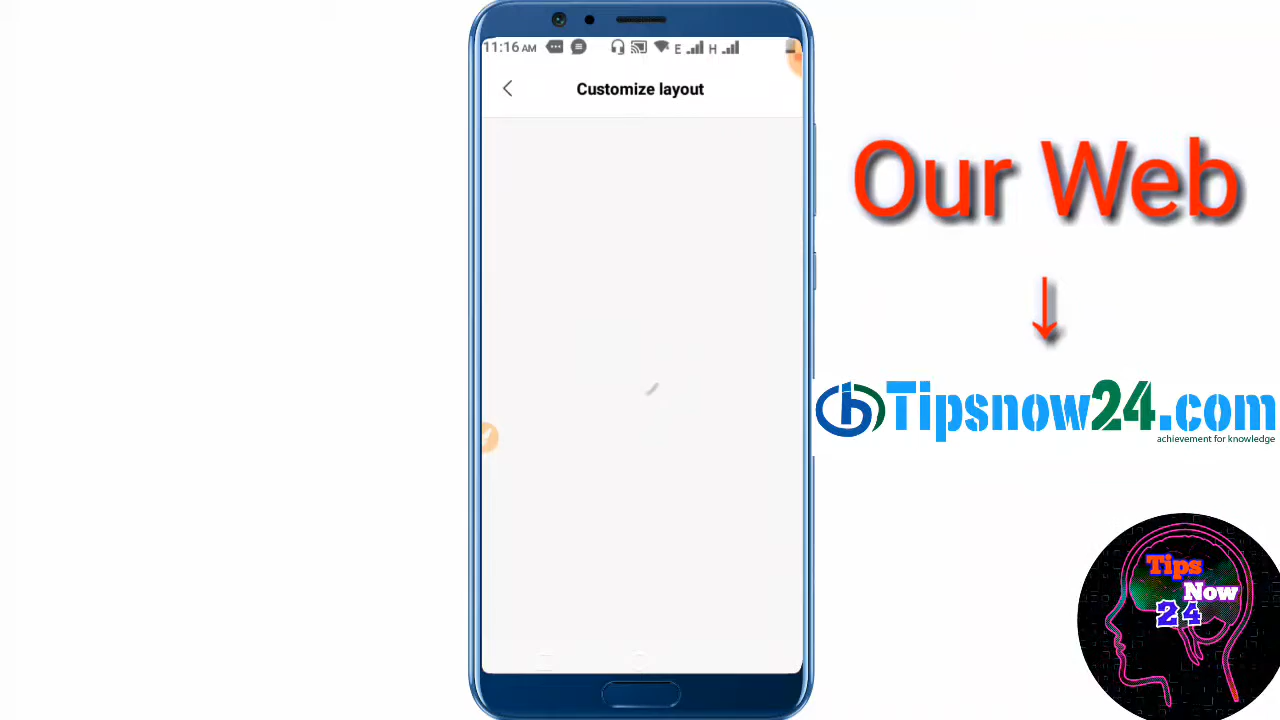 11:16 AM E H
Customize layout
Our Web
↓
Tipsnow24.com
achievement for knowledge
Tips
Now
24